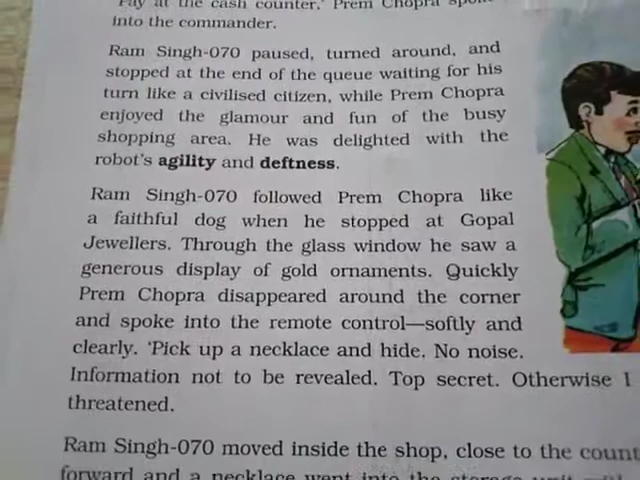 'Pay at the cash counter.' Prem Chopra spoke
into the commander.
Ram Singh-070 paused, turned around, and
stopped at the end of the queue waiting for his
turn like a civilised citizen, while Prem Chopra
enjoyed the glamour and fun of the busy
shopping area. He was delighted with the
robot's agility and deftness.
Ram Singh-070 followed Prem Chopra like
a faithful dog when he stopped at Gopal
Jewellers. Through the glass window he saw a
generous display of gold ornaments. Quickly
Prem Chopra disappeared around the corner
and spoke into the remote control—softly and
clearly. 'Pick up a necklace and hide. No noise.
Information not to be revealed. Top secret. Otherwise I
threatened.
Ram Singh-070 moved inside the shop, close to the count
forward and a necklace went into the storage unit